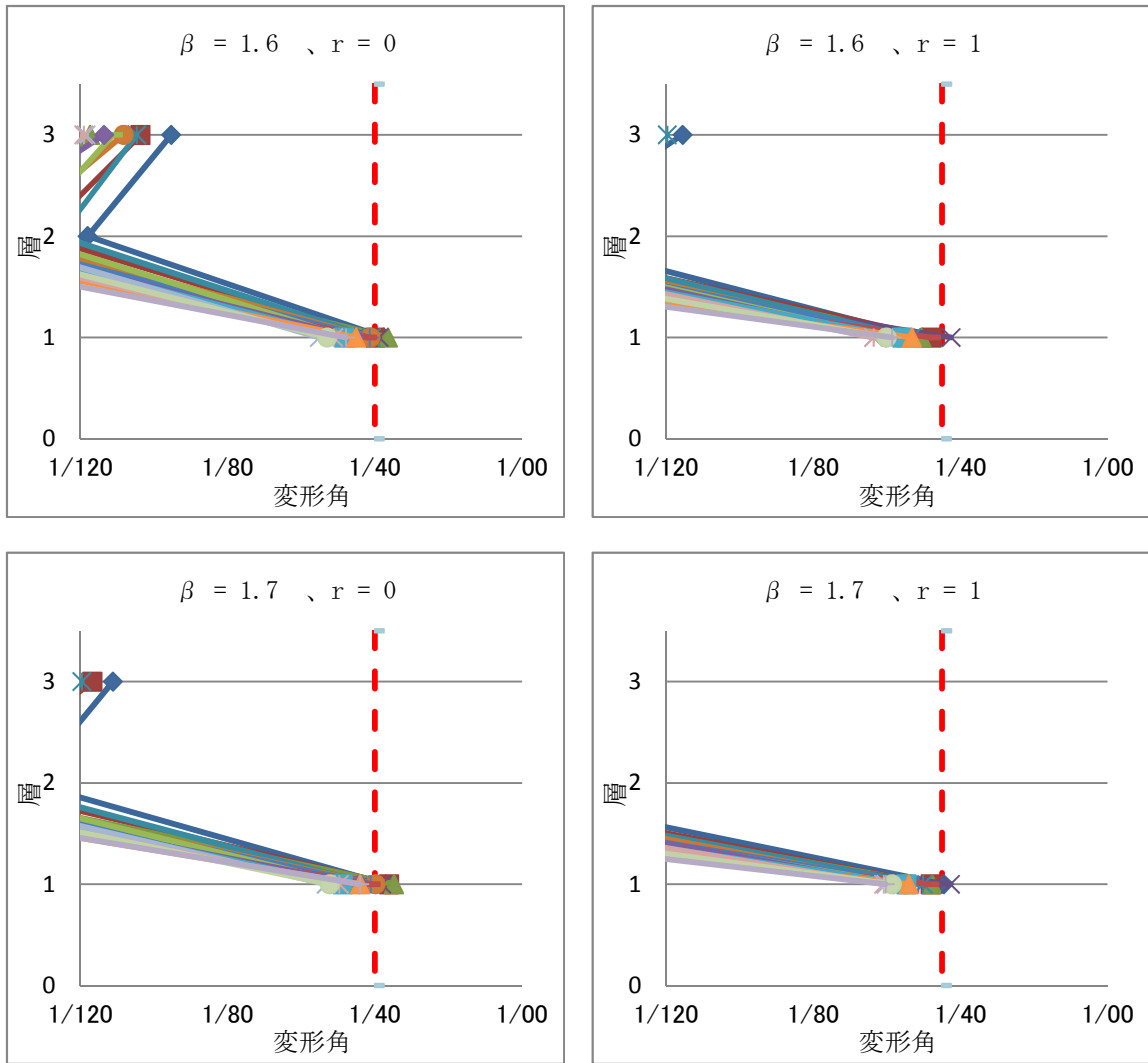 β = 1.6 、r = 0
3
2
1
0
層
1/120 1/80 1/40 1/00
変形角
β = 1.6 、r = 1
3
2
1
0
層
1/120 1/80 1/40 1/00
変形角
β = 1.7 、r = 0
3
2
1
0
層
1/120 1/80 1/40 1/00
変形角
β = 1.7 、r = 1
3
2
1
0
層
1/120 1/80 1/40 1/00
変形角